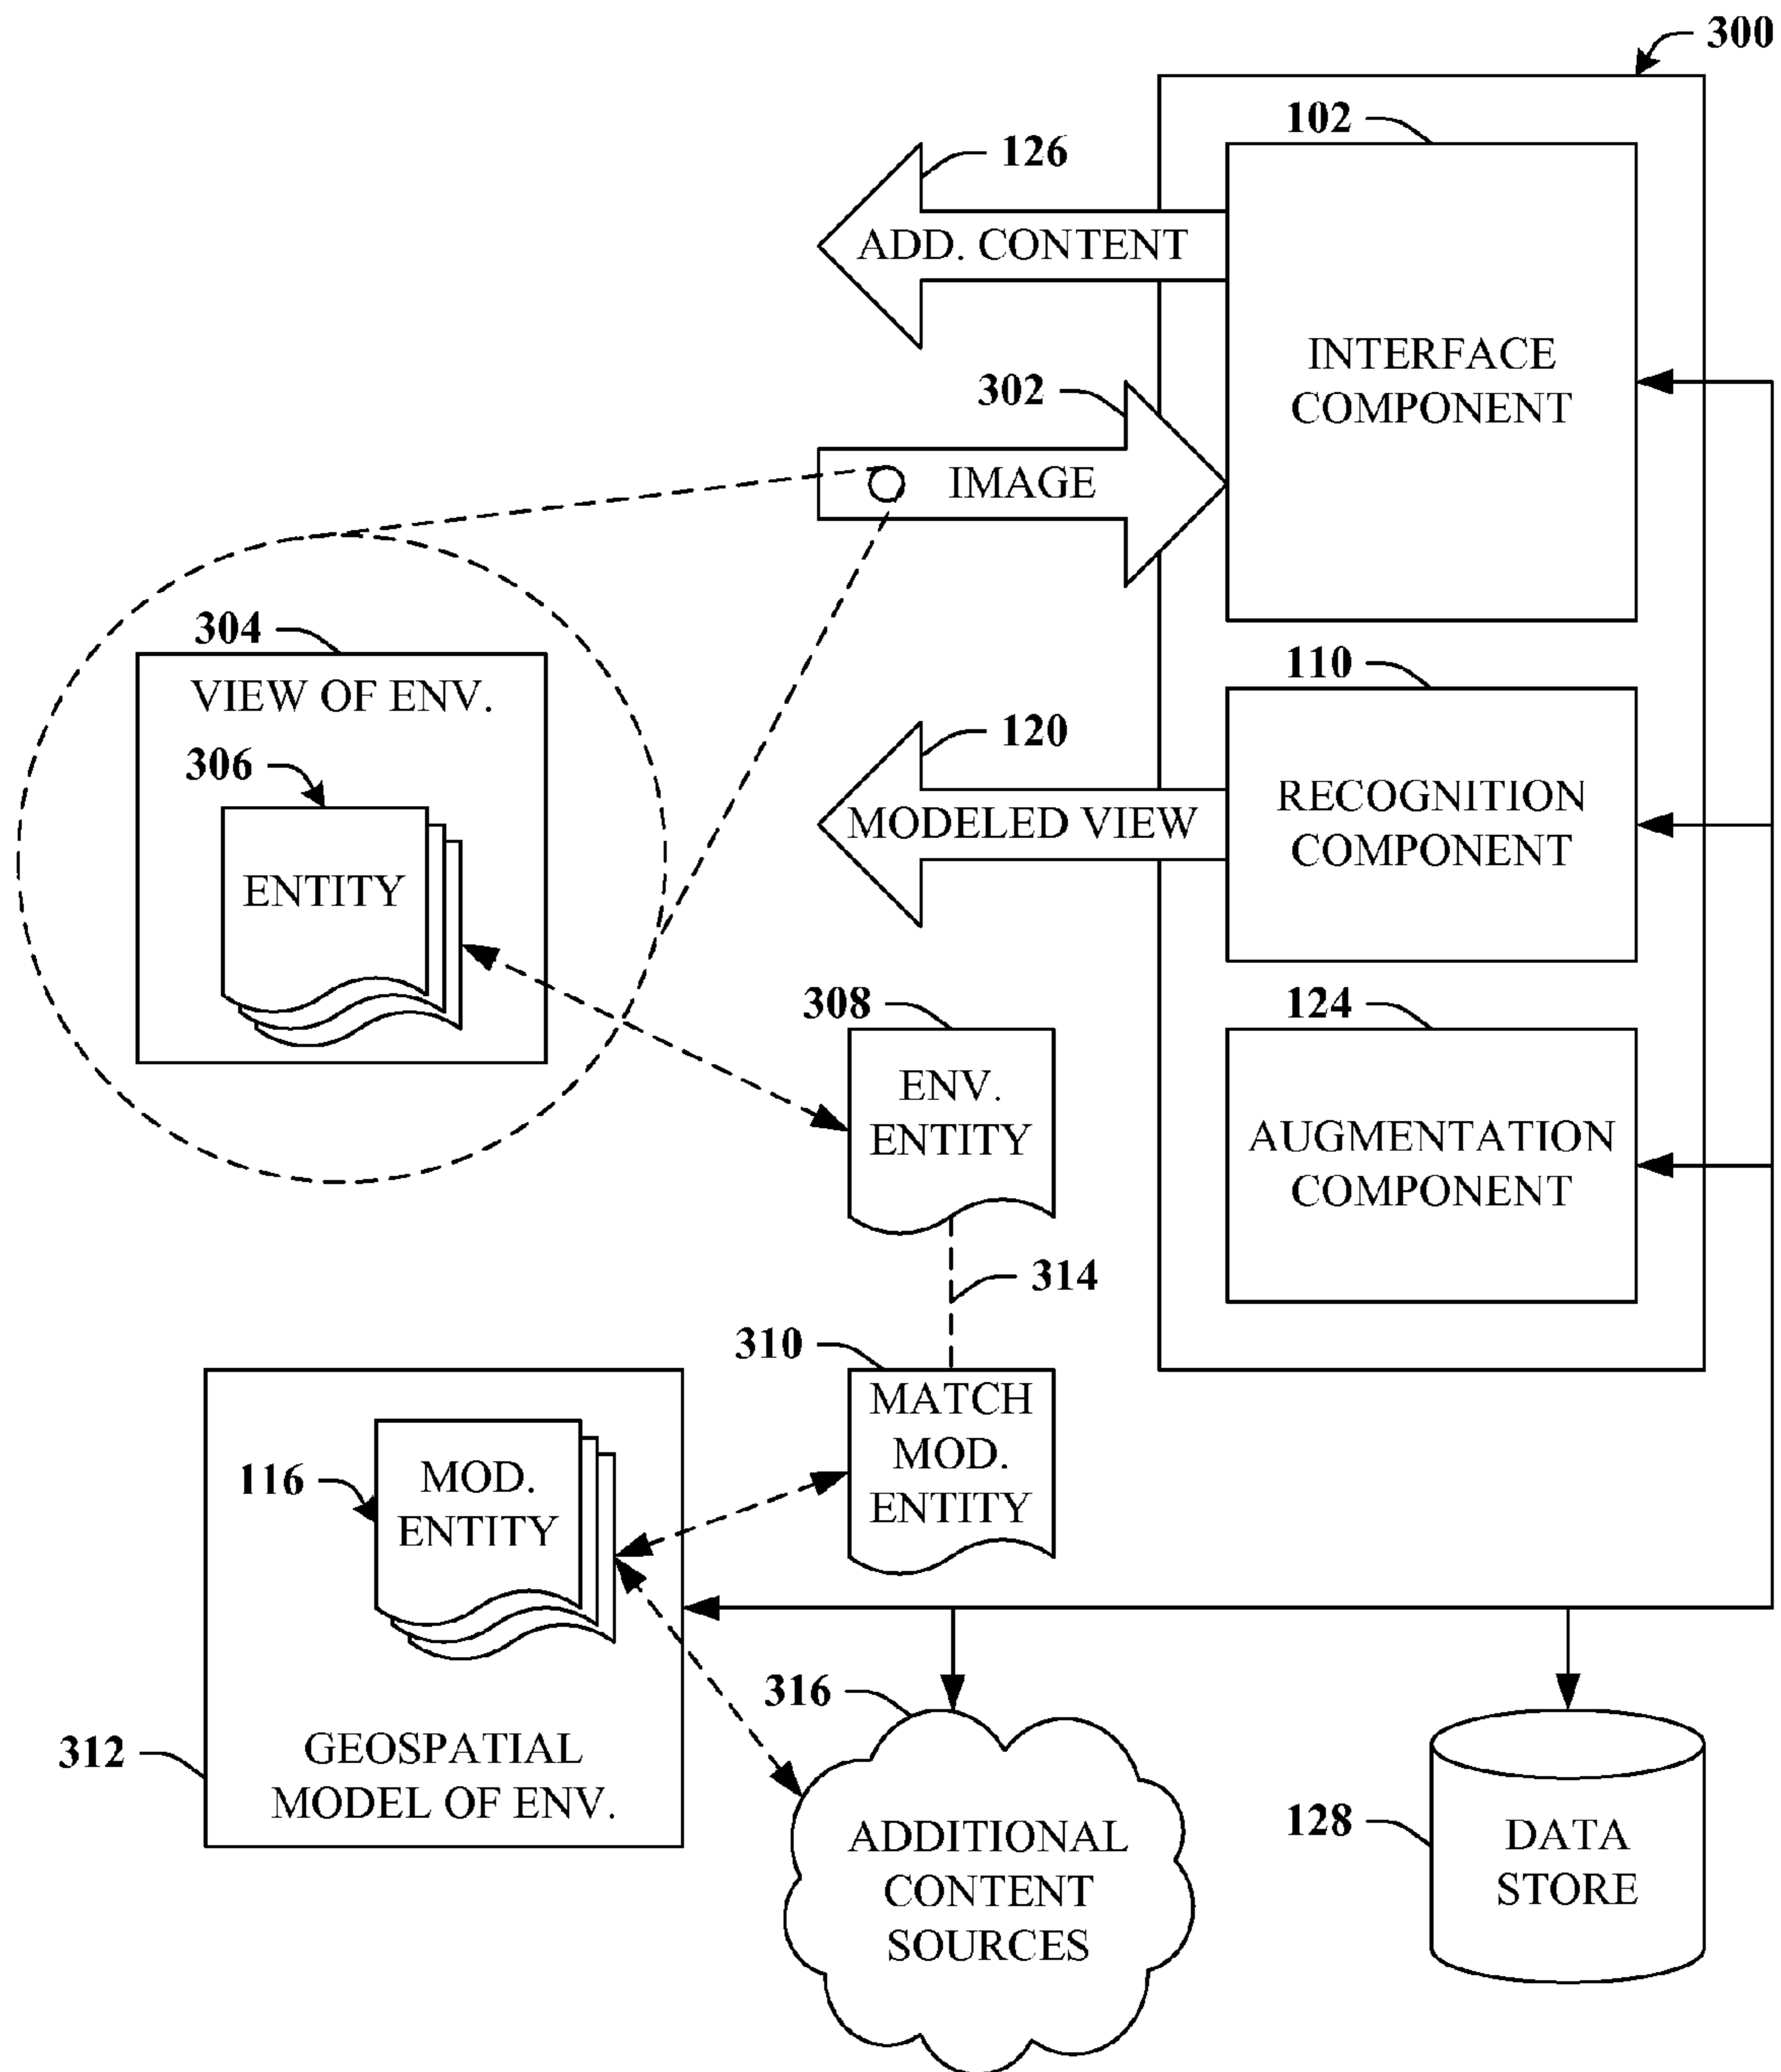 300
102
126
ADD. CONTENT
INTERFACE
COMPONENT
302
IMAGE
304
VIEW OF ENV.
306
ENTITY
110
120
MODELED VIEW
RECOGNITION
COMPONENT
308
ENV.
ENTITY
124
AUGMENTATION
COMPONENT
314
310
MATCH
MOD.
ENTITY
116
MOD.
ENTITY
312
GEOSPATIAL
MODEL OF ENV.
316
ADDITIONAL
CONTENT
SOURCES
128
DATA
STORE